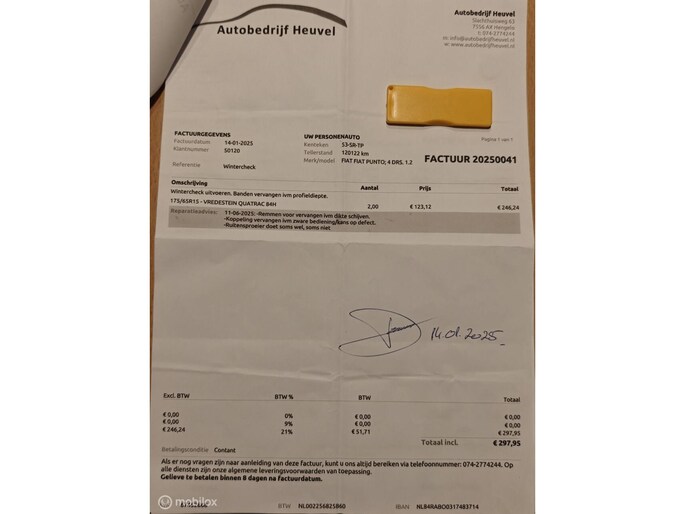 Autobedrijf Heuvel
Autobedrijf Heuvel
Slachthuisweg 63
7556 AX Hengelo
t: 074-2774244
m: info@autobedrijfheuvel.nl
w: www.autobedrijfheuvel.nl
Pagina 1 van 1
FACTUURGEGEVENS
Factuurdatum 14-01-2025
Klantnummer 50120
Referentie Wintercheck
UW PERSONENAUTO
Kenteken 53-SR-TP
Tellerstand 120122 km
Merk/model FIAT FIAT PUNTO; 4 DRS. 1.2
FACTUUR 20250041
Omschrijving Aantal Prijs Totaal
Wintercheck uitvoeren. Banden vervangen ivm profieldiepte.
175/65R15 - VREDESTEIN QUATRAC 84H 2,00 € 123,12 € 246,24
Reparatieadvies: 11-06-2025: -Remmen voor vervangen ivm dikte schijven.
-Koppeling vervangen ivm zware bediening/kans op defect.
-Ruitensproeier doet soms wel, soms niet
14.01.2025
Excl. BTW BTW % BTW Totaal
€ 0,00 0% € 0,00 € 0,00
€ 0,00 9% € 0,00 € 0,00
€ 246,24 21% € 51,71 € 297,95
Totaal incl. € 297,95
Betalingsconditie Contant
Als er nog vragen zijn naar aanleiding van deze factuur, kunt u ons altijd bereiken via telefoonnummer: 074-2774244. Op
alle diensten zijn onze algemene leveringsvoorwaarden van toepassing.
Gelieve te betalen binnen 8 dagen na factuurdatum.
BTW NL002256825B60 IBAN NL84RABO0317483714
© mobilox